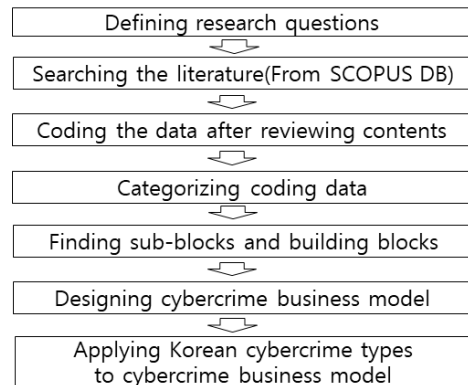 Defining research questions
Searching the literature(From SCOPUS DB)
Coding the data after reviewing contents
Categorizing coding data
Finding sub-blocks and building blocks
Designing cybercrime business model
Applying Korean cybercrime types
to cybercrime business model